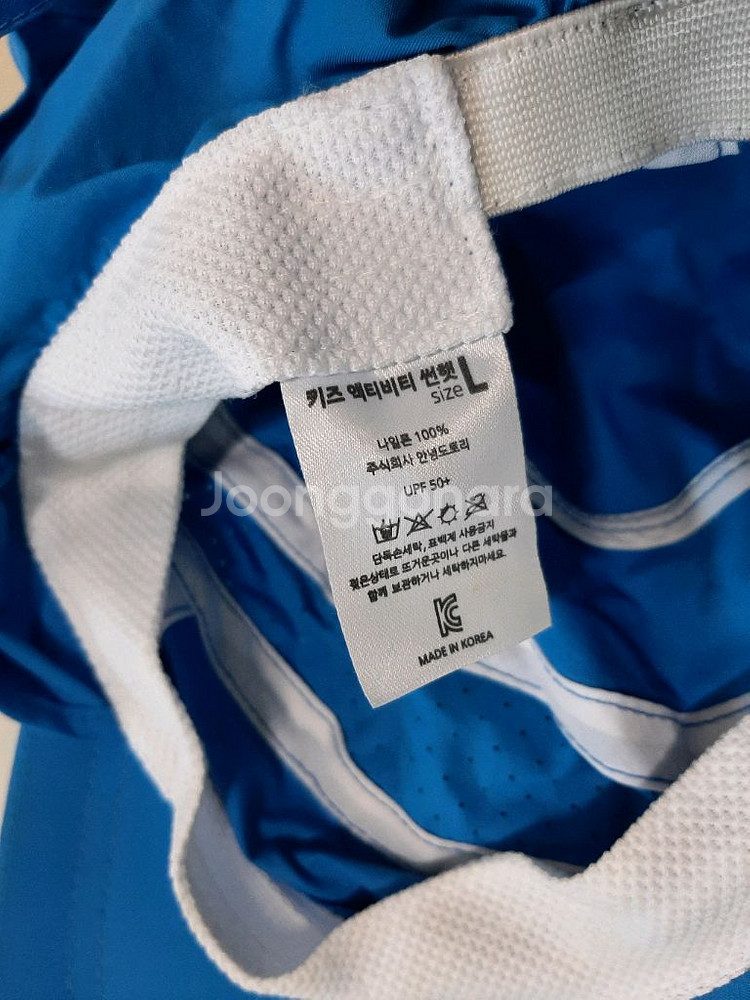 키즈 액티비티 썬햇
size L
나일론 100%
주식회사 안녕도토리
UPF 50+
Joonggonara
단독손세탁, 표백제 사용금지
젖은상태로 뜨거운곳이나 다른 세탁물과
함께 보관하거나 세탁하지마세요.
KC
MADE IN KOREA